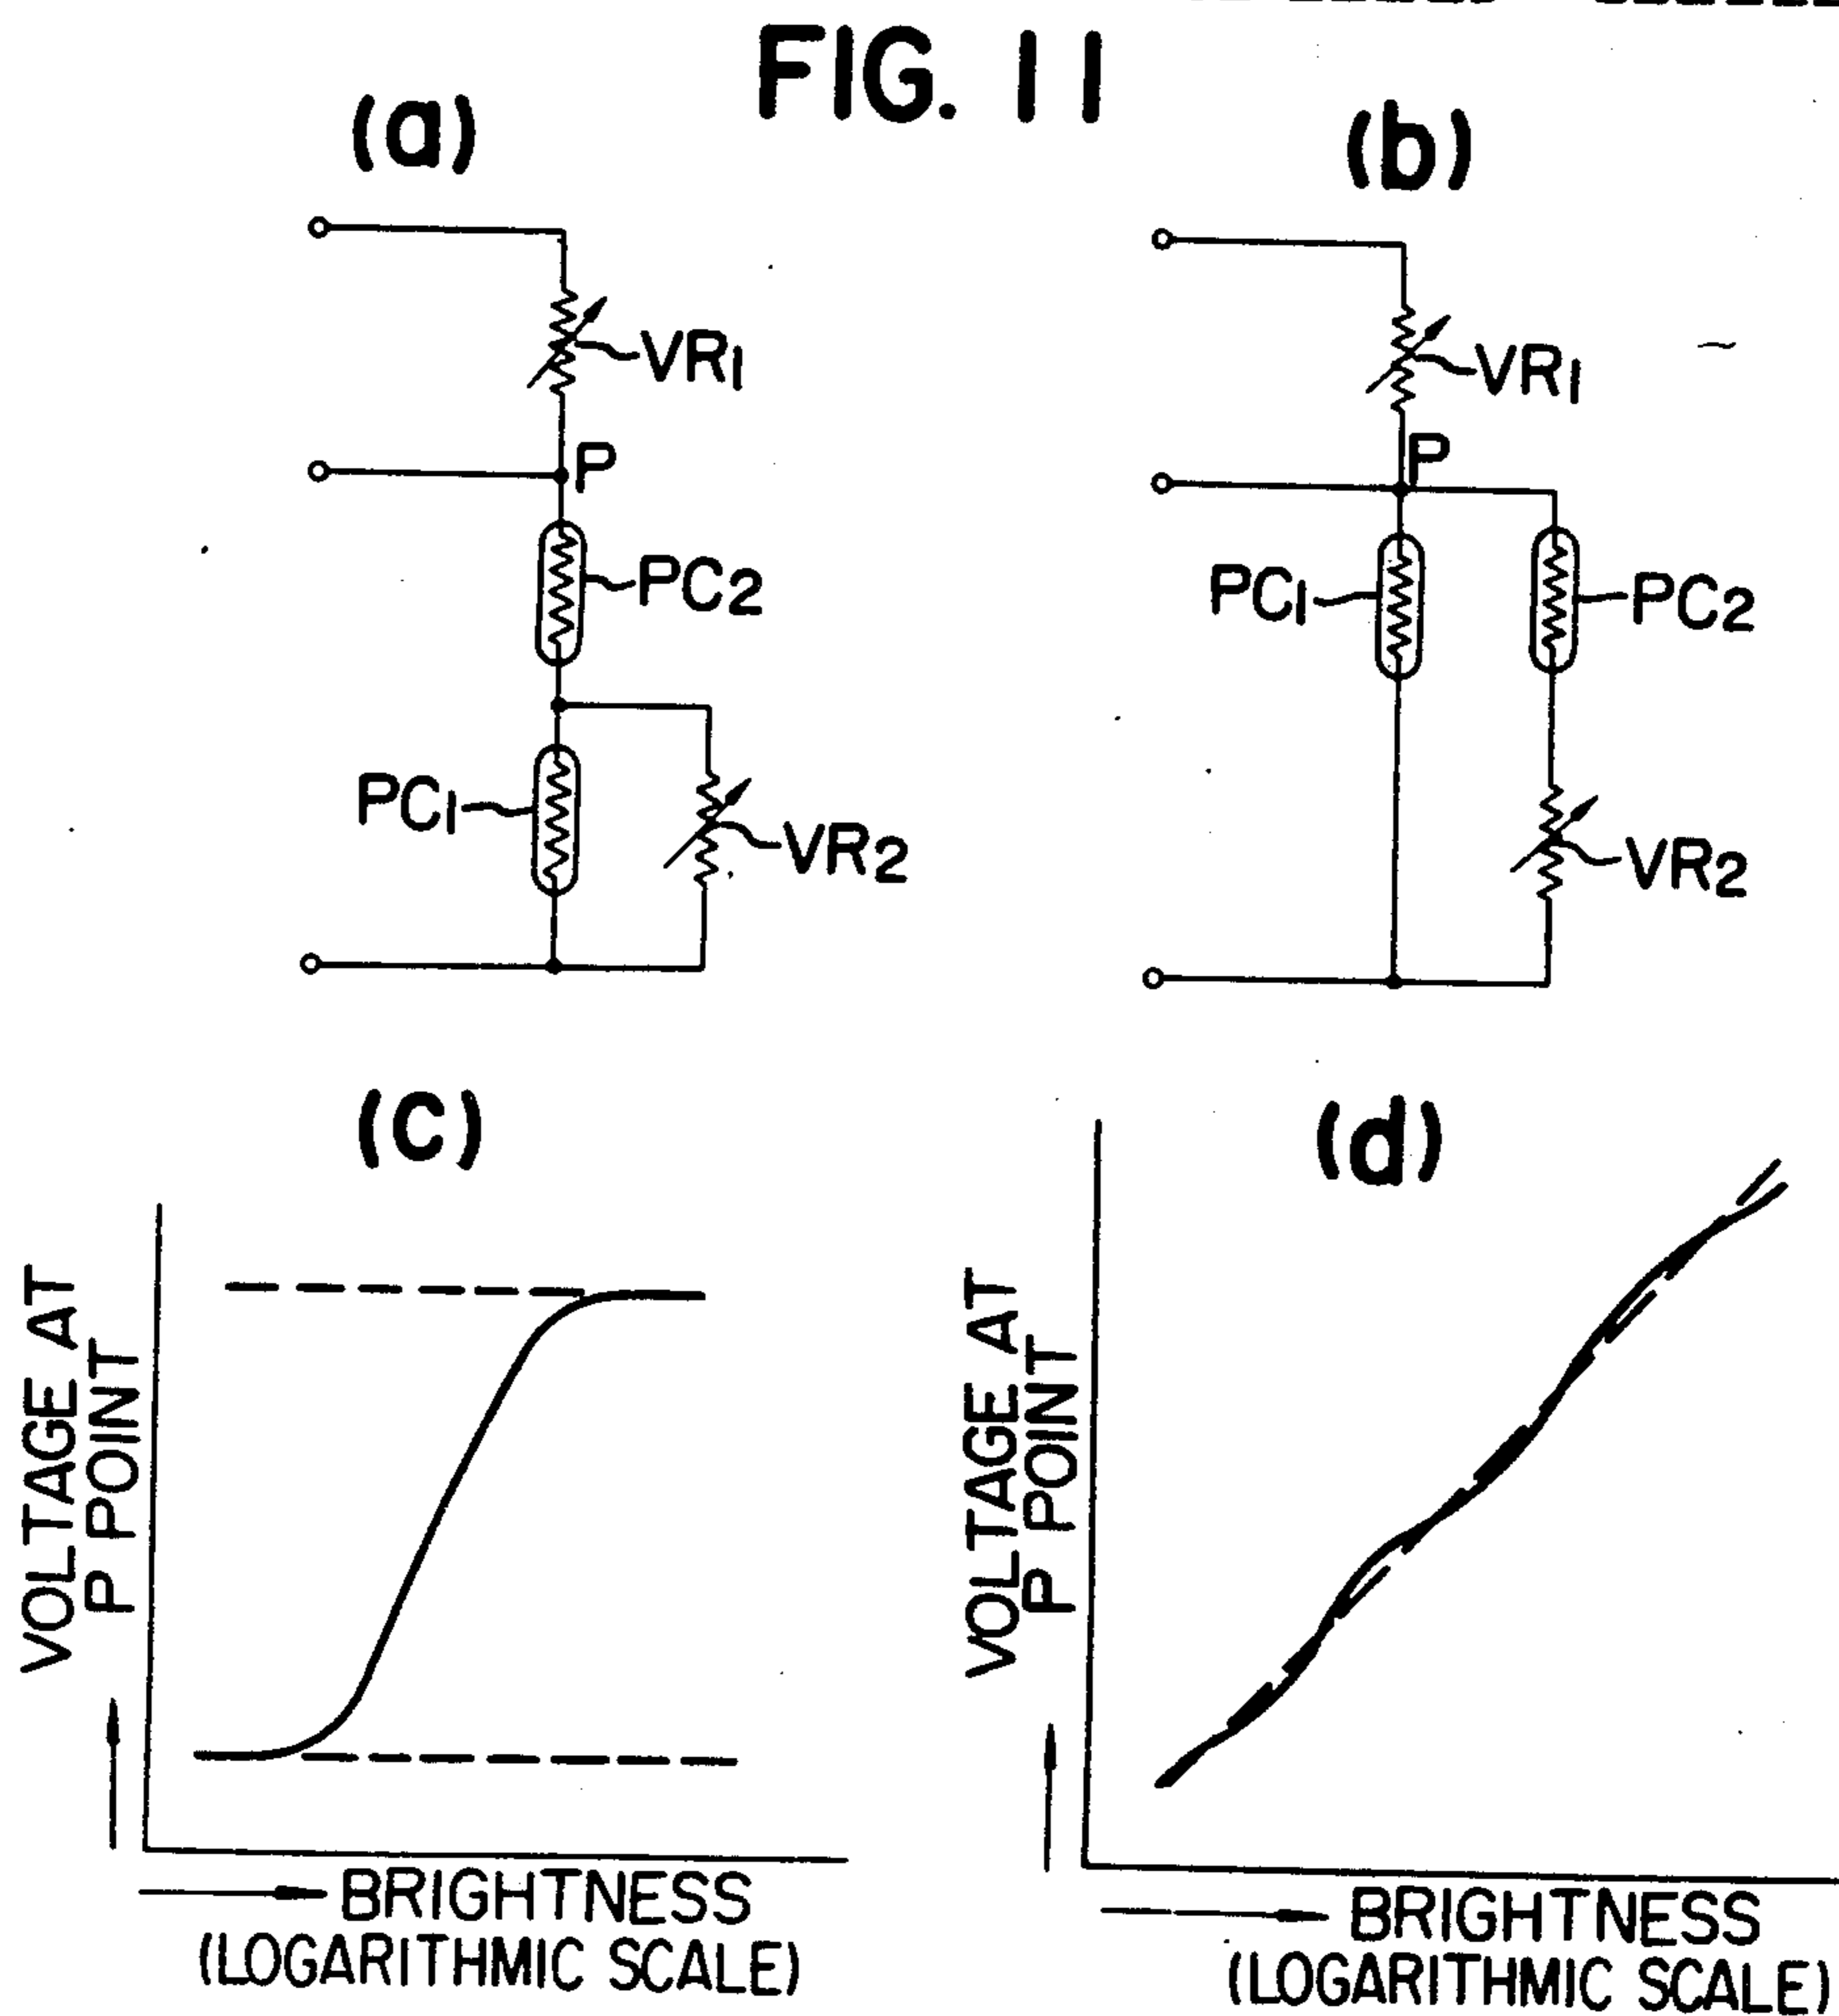 FIG. 11
(a)
VR1
P
PC2
PC1
VR2
(b)
VR1
P
PC1
PC2
VR2
(c)
VOLTAGE AT
P POINT
BRIGHTNESS
(LOGARITHMIC SCALE)
(d)
VOLTAGE AT
P POINT
BRIGHTNESS
(LOGARITHMIC SCALE)